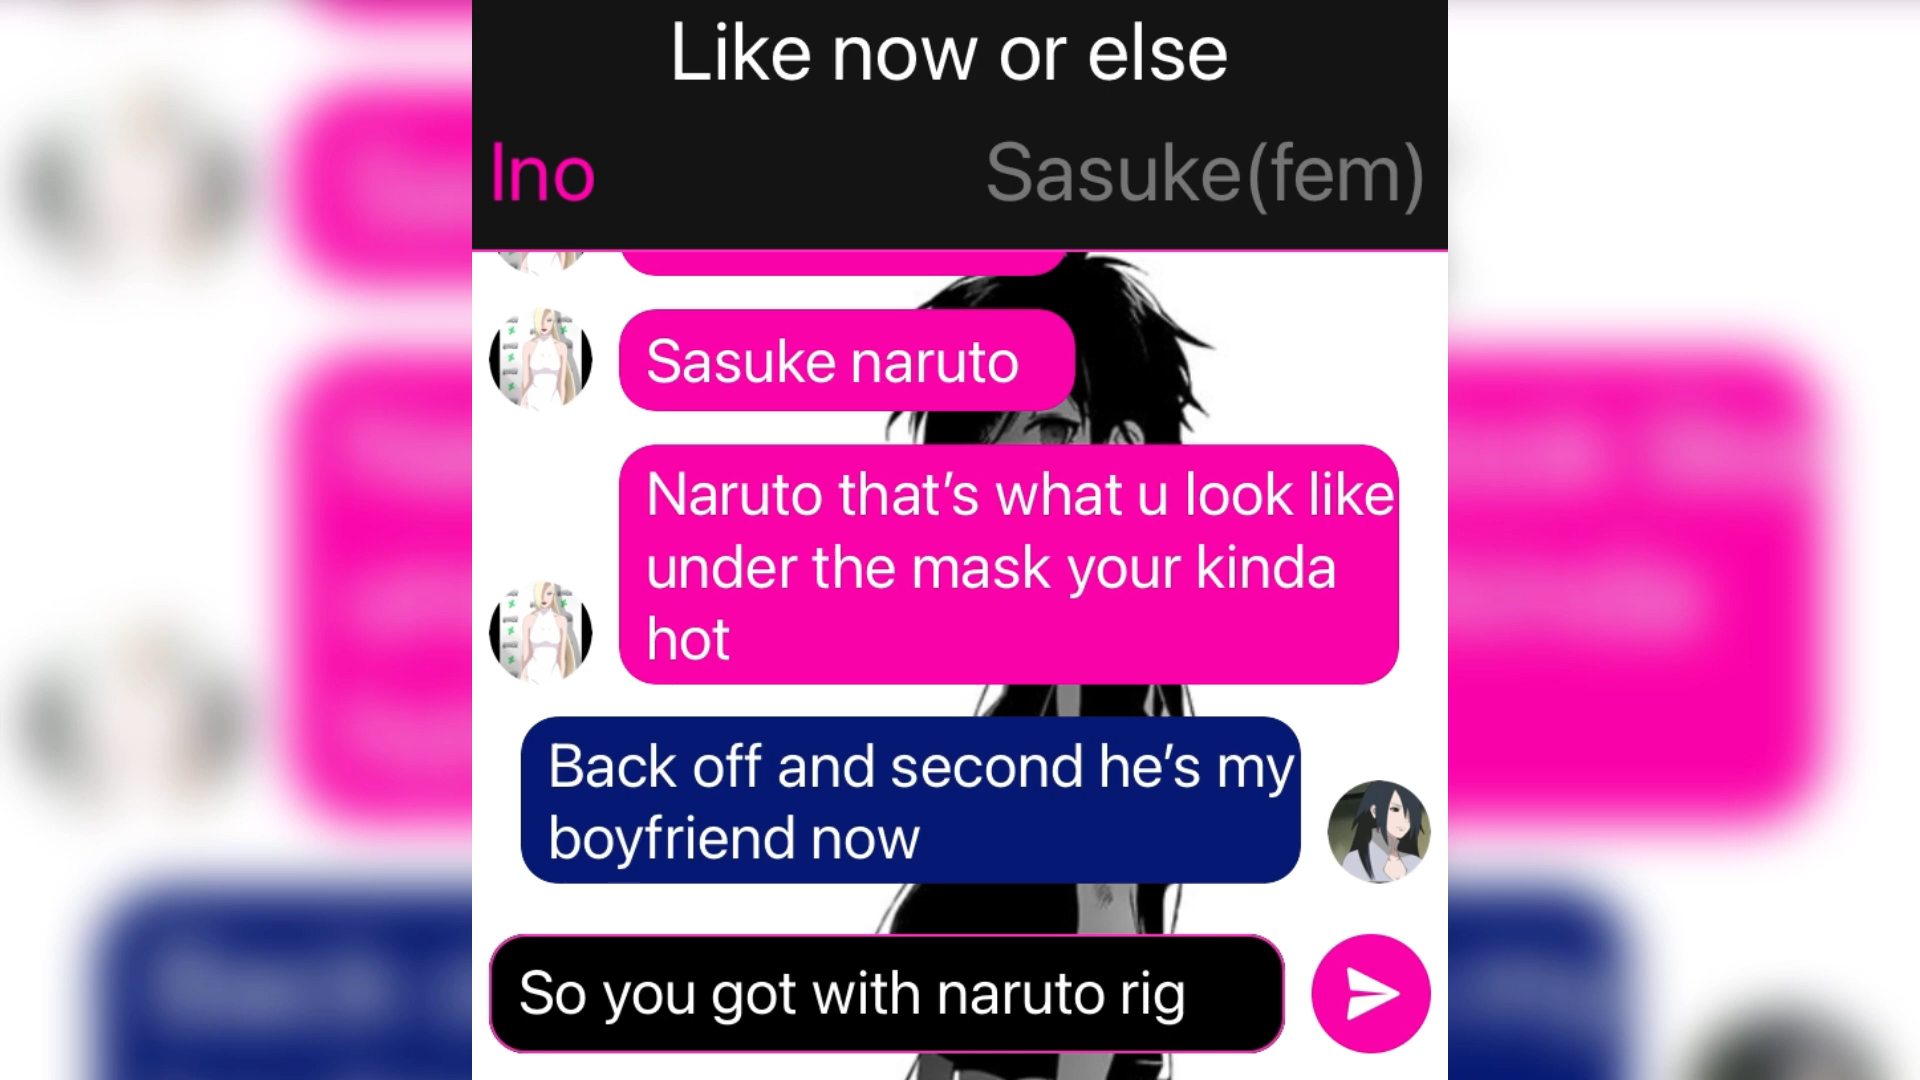 Like now or else
Ino
Sasuke(fem)
Sasuke naruto
Naruto that’s what u look like
under the mask your kinda
hot
Back off and second he’s my
boyfriend now
So you got with naruto rig